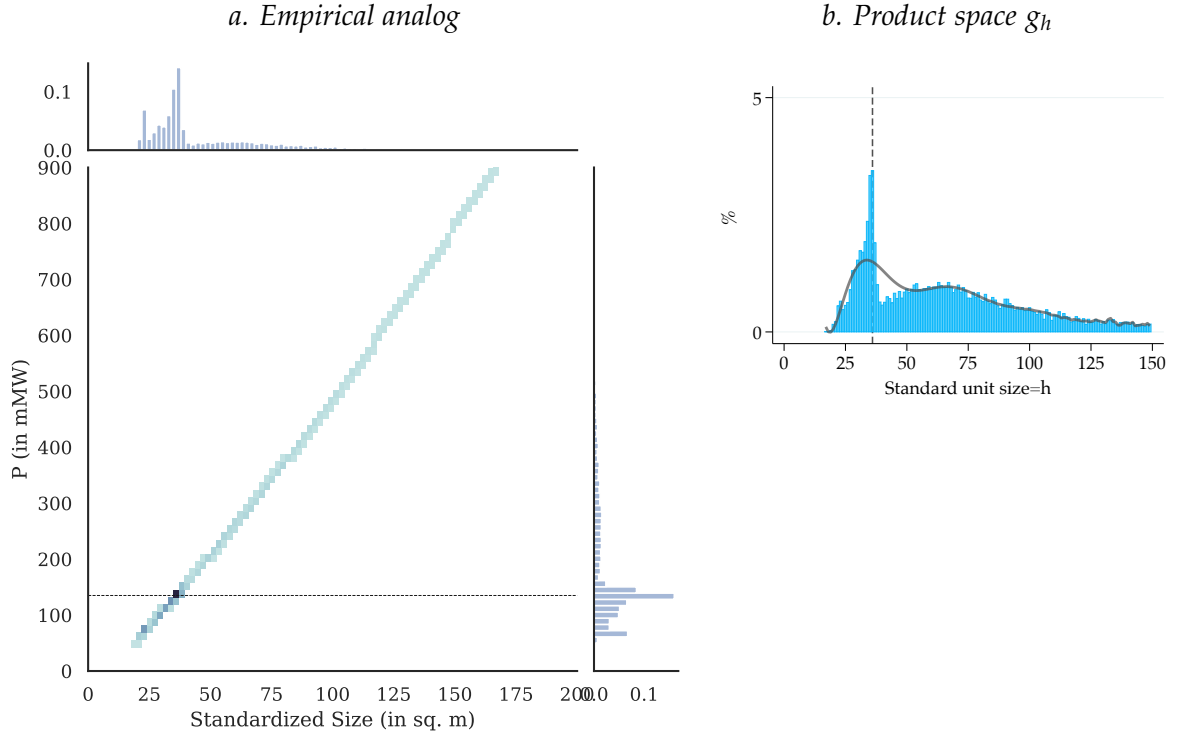 a. Empirical analog
b. Product space gh
0.1
0.0
900
800
700
600
500
400
300
200
100
0
P (in mMW)
0 25 50 75 100 125 150 175 200
Standardized Size (in sq. m)
0.0 0.1
5
0
%
0 25 50 75 100 125 150
Standard unit size=h